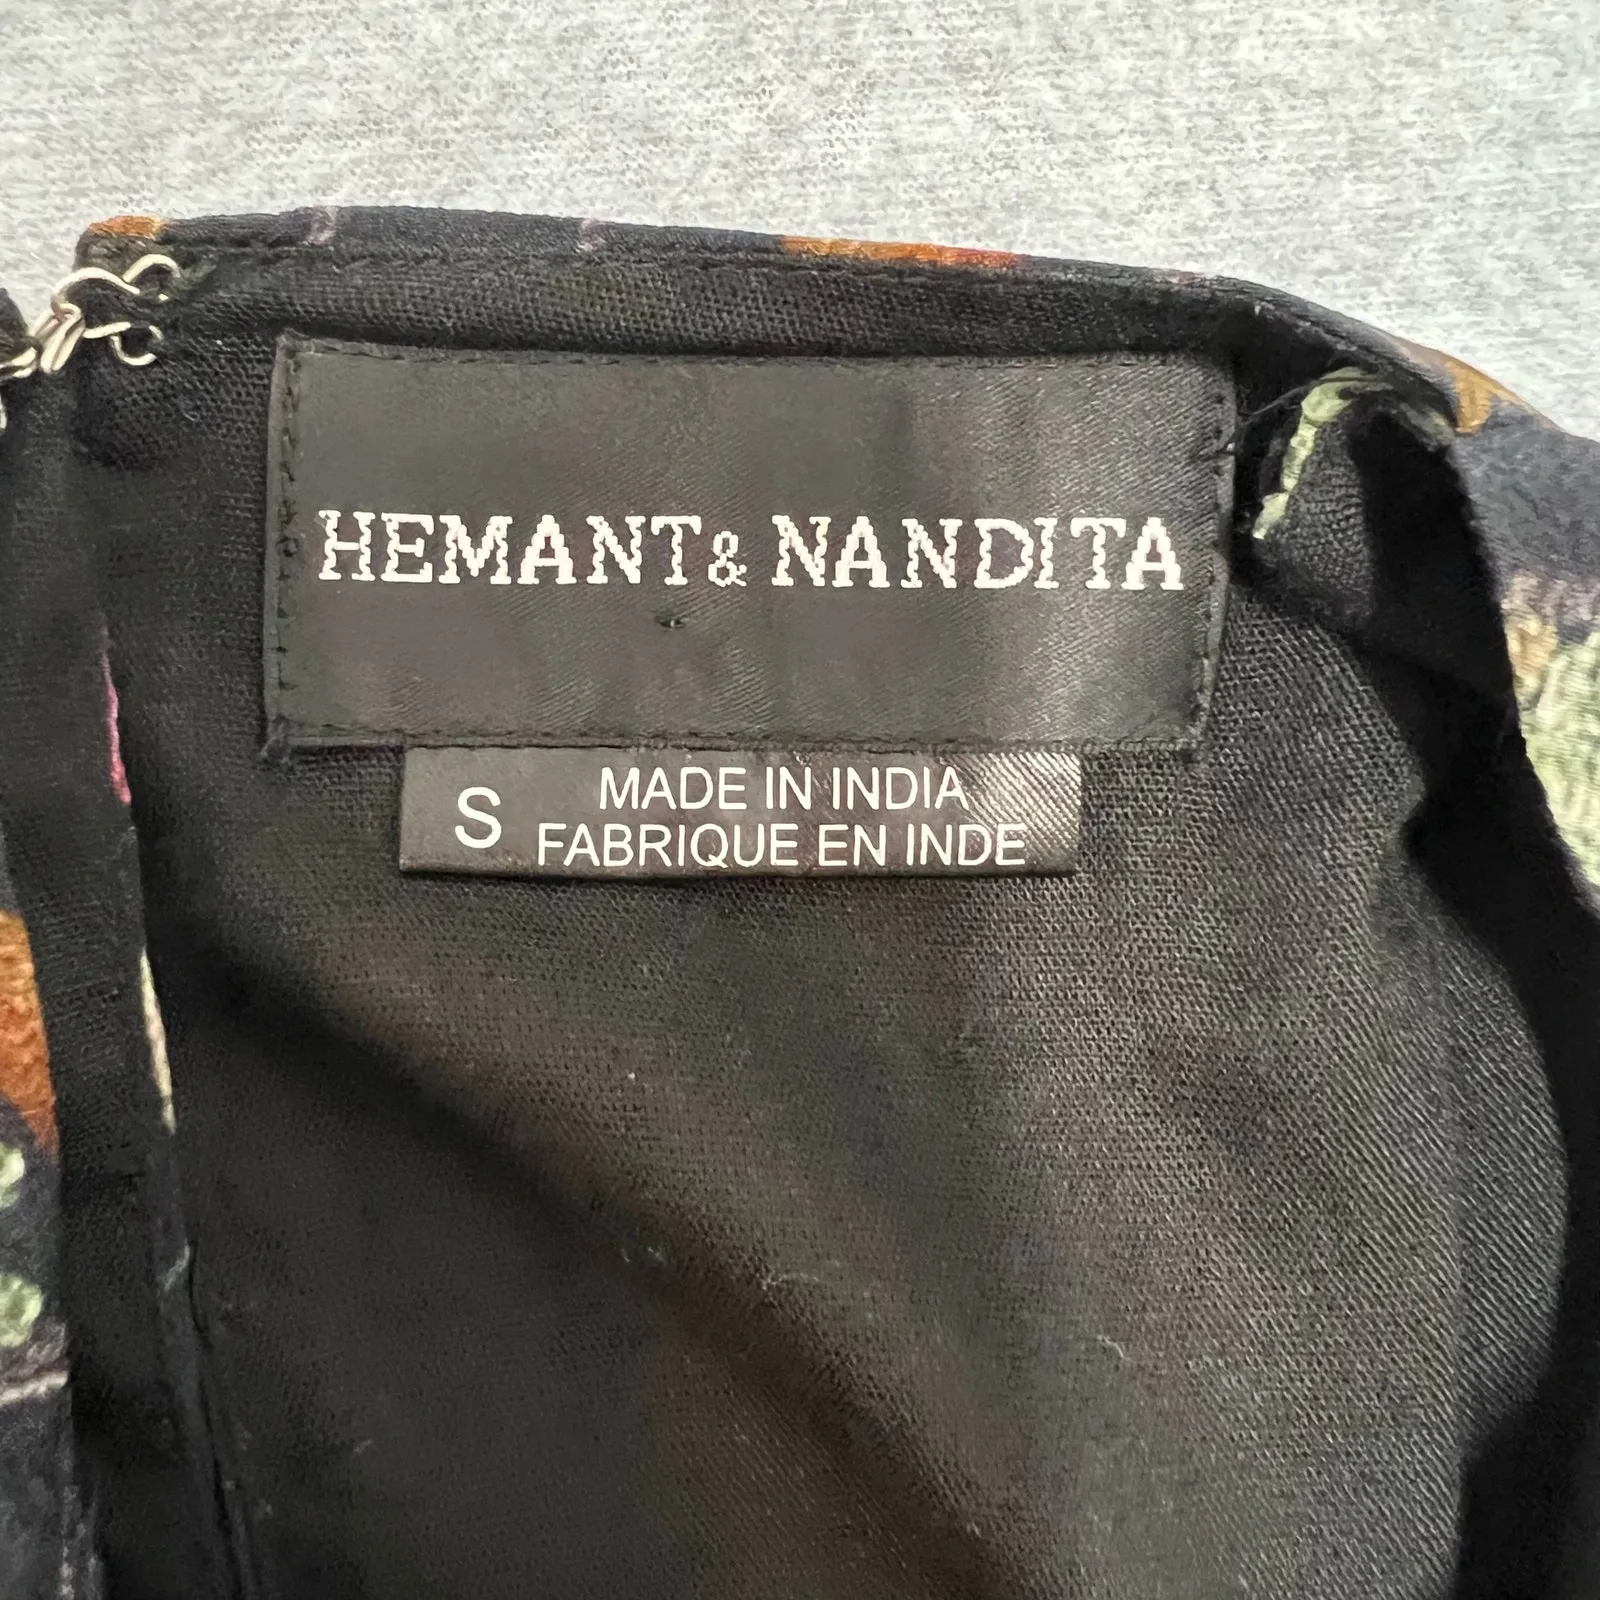 HEMANT & NANDITA
S
MADE IN INDIA
FABRIQUE EN INDE